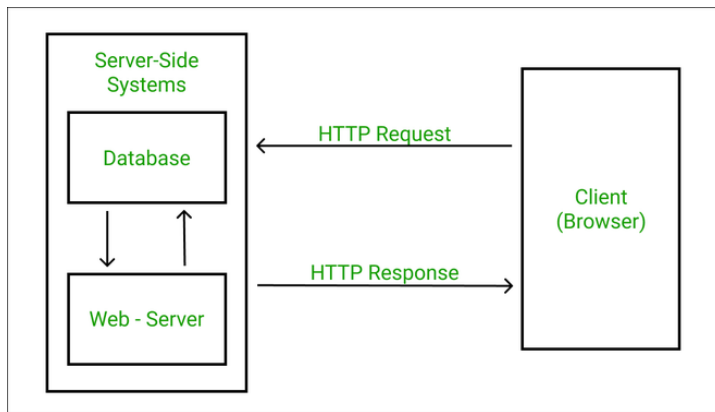 Server-Side
Systems
Database
Web - Server
HTTP Request
HTTP Response
Client
(Browser)